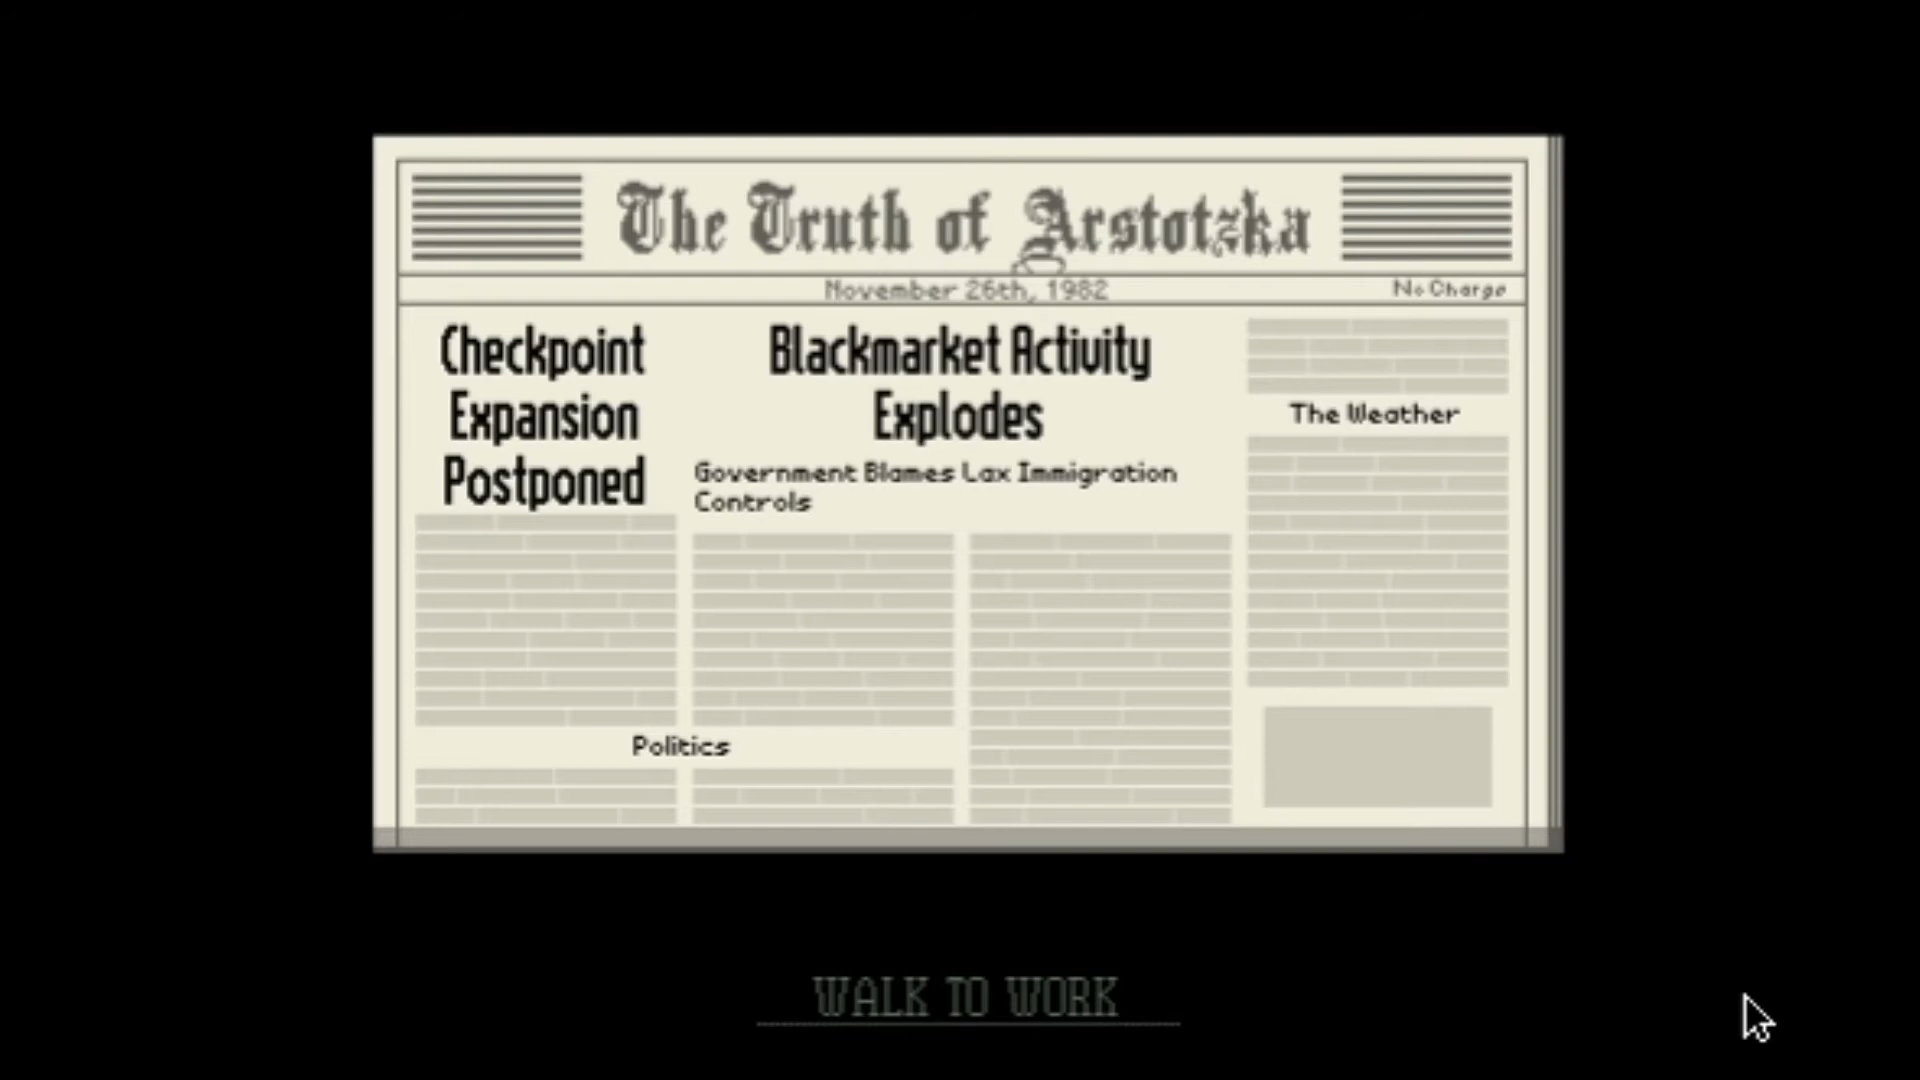 The Truth of Arstotzka
November 26th, 1982
No Charge
Checkpoint
Expansion
Postponed
Blackmarket Activity
Explodes
Government Blames Lax Immigration
Controls
The Weather
Politics
WALK TO WORK